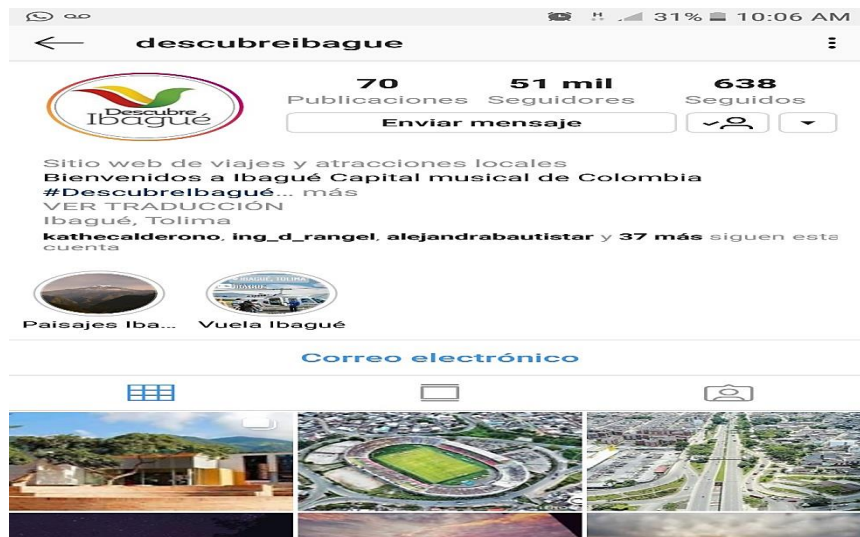 31% 10:06 AM
descubreibague
70 51 mil 638
Publicaciones Seguidores Seguidos
Enviar mensaje
Descubre
Ibagué
Sitio web de viajes y atracciones locales
Bienvenidos a Ibagué Capital musical de Colombia
#DescubreIbagué... más
VER TRADUCCIÓN
Ibagué, Tolima
kathecalderono, ing_d_rangel, alejandrabautistar y 37 más siguen esta
cuenta
IBAGUÉ, TOLIMA
Paisajes Iba... Vuela Ibagué
Correo electrónico